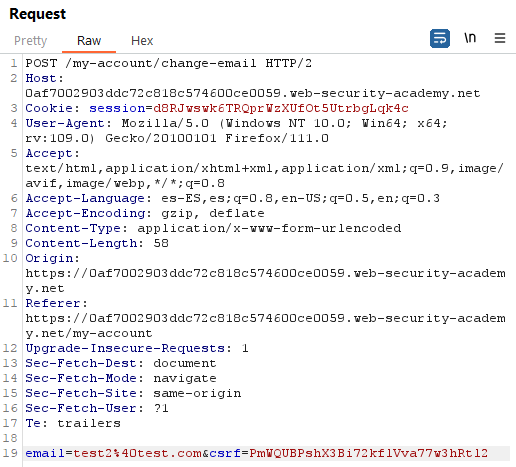 Request
Pretty Raw Hex \n
1 POST /my-account/change-email HTTP/2
2 Host:
0af7002903ddc72c818c574600ce0059.web-security-academy.net
3 Cookie: session=d8RJwswk6TRQprWzXUfOt5UtrbgLqk4c
4 User-Agent: Mozilla/5.0 (Windows NT 10.0; Win64; x64;
rv:109.0) Gecko/20100101 Firefox/111.0
5 Accept:
text/html,application/xhtml+xml,application/xml;q=0.9,image/
avif,image/webp,*/*;q=0.8
6 Accept-Language: es-ES,es;q=0.8,en-US;q=0.5,en;q=0.3
7 Accept-Encoding: gzip, deflate
8 Content-Type: application/x-www-form-urlencoded
9 Content-Length: 58
10 Origin:
https://0af7002903ddc72c818c574600ce0059.web-security-academ
y.net
11 Referer:
https://0af7002903ddc72c818c574600ce0059.web-security-academ
y.net/my-account
12 Upgrade-Insecure-Requests: 1
13 Sec-Fetch-Dest: document
14 Sec-Fetch-Mode: navigate
15 Sec-Fetch-Site: same-origin
16 Sec-Fetch-User: ?1
17 Te: trailers
18
19 email=test2%40test.com&csrf=PmWQUBPshX3Bi72kflVva77w3hRtl2